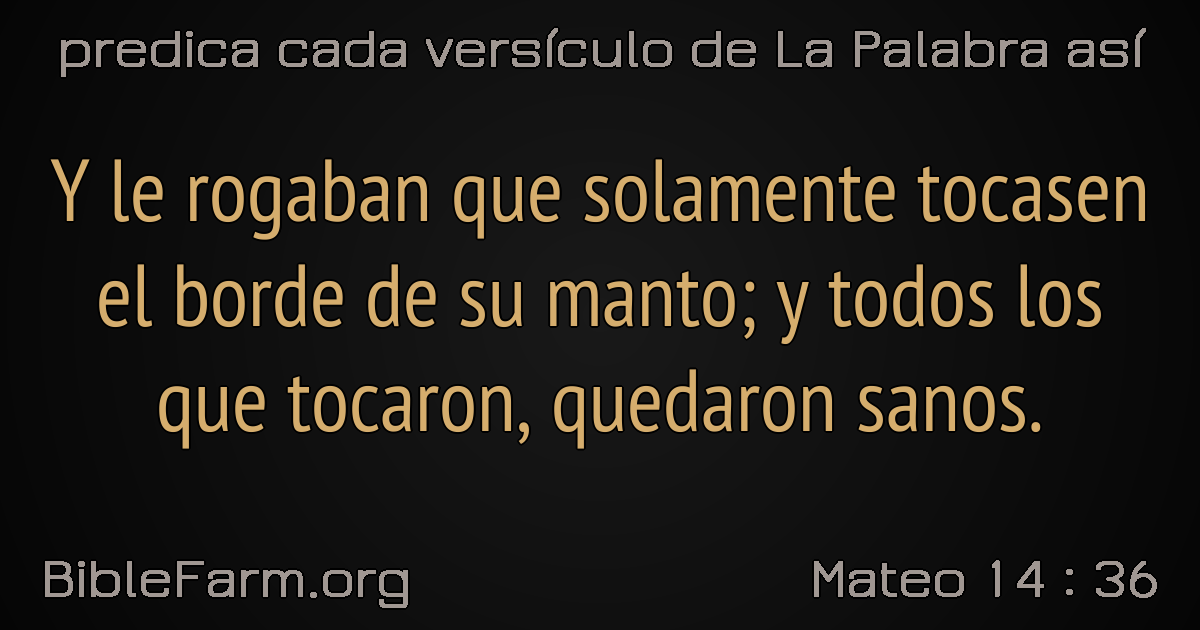 predica cada versículo de La Palabra así
Y le rogaban que solamente tocasen
el borde de su manto; y todos los
que tocaron, quedaron sanos.
BibleFarm.org
Mateo 14 : 36